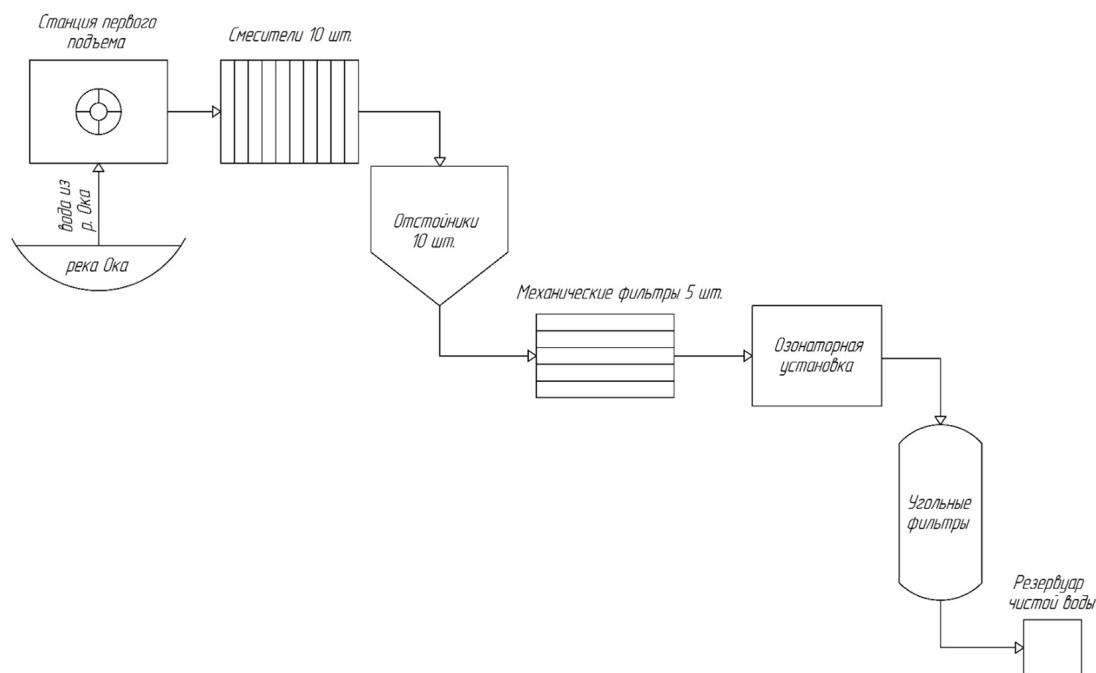 Станция первого
подъема
Смесители 10 шт.
вода из
р. Ока
река Ока
Отстойники
10 шт.
Механические фильтры 5 шт.
Озонаторная
установка
Угольные
фильтры
Резервуар
чистой воды